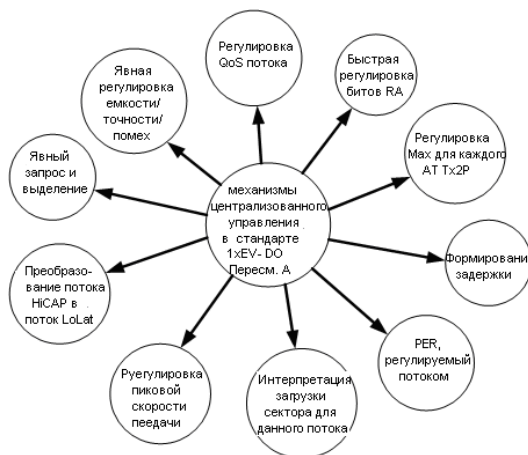 Регулировка
QoS потока
Быстрая
регулировка
битов RA
Явная
регулировка
емкости/
точности/
помех
Регулировка
Max для каждого
AT Tx2P
Явный
запрос и
выделение
механизмы
централизованного
управления
в стандарте
1xEV- DO
Пересм. А
Формировани
задержки
Преобразо-
вание потока
HiCAP в
поток LoLat
PER,
регулируемый
потоком
Руегулировка
пиковой
скорости
пеедачи
Интерпретация
загрузки
сектора для
данного потока